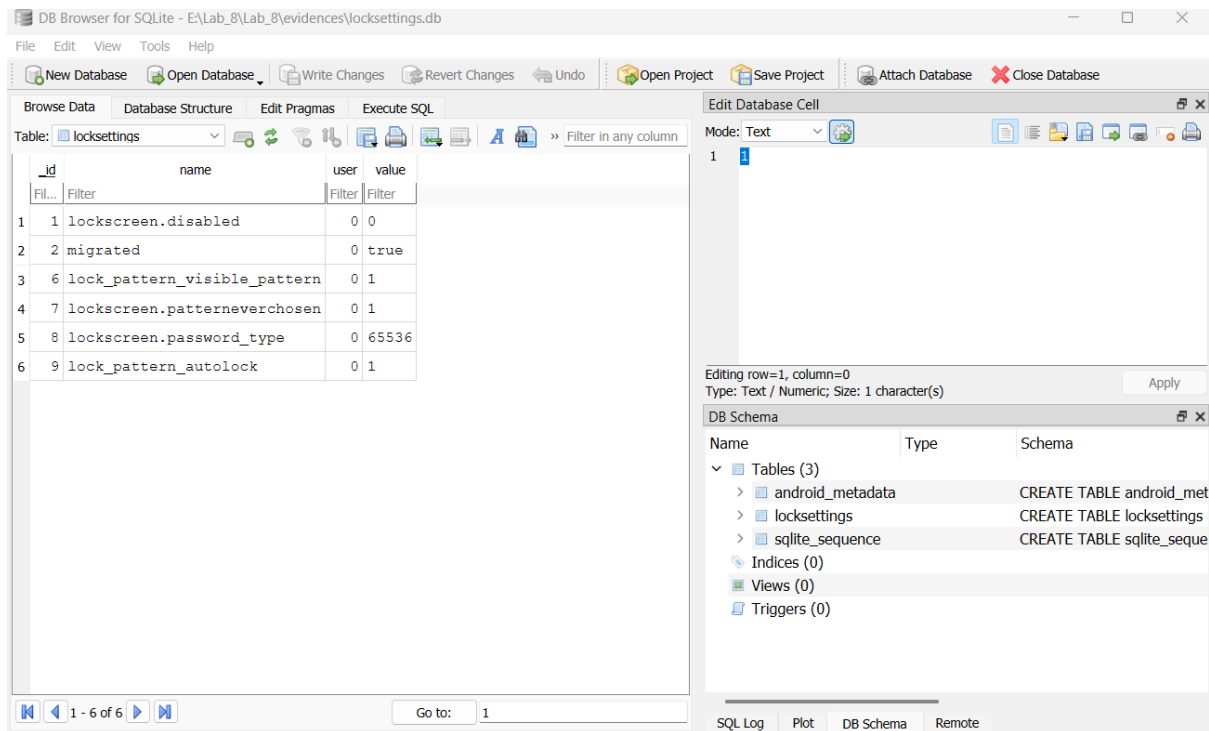 DB Browser for SQLite - E:\Lab_8\Lab_8\evidences\locksettings.db
File Edit View Tools Help
New Database Open Database Write Changes Revert Changes Undo Open Project Save Project Attach Database Close Database
Browse Data Database Structure Edit Pragmas Execute SQL
Table: locksettings » Filter in any column
_id name user value
Fil... Filter Filter Filter
1 1 lockscreen.disabled 0 0
2 2 migrated 0 true
3 6 lock_pattern_visible_pattern 0 1
4 7 lockscreen.patterneverchosen 0 1
5 8 lockscreen.password_type 0 65536
6 9 lock_pattern_autolock 0 1
1 - 6 of 6 Go to: 1
Edit Database Cell
Mode: Text
1 1
Editing row=1, column=0
Type: Text / Numeric; Size: 1 character(s)
Apply
DB Schema
Name Type Schema
Tables (3)
android_metadata CREATE TABLE android_met
locksettings CREATE TABLE locksettings
sqlite_sequence CREATE TABLE sqlite_seque
Indices (0)
Views (0)
Triggers (0)
SQL Log Plot DB Schema Remote